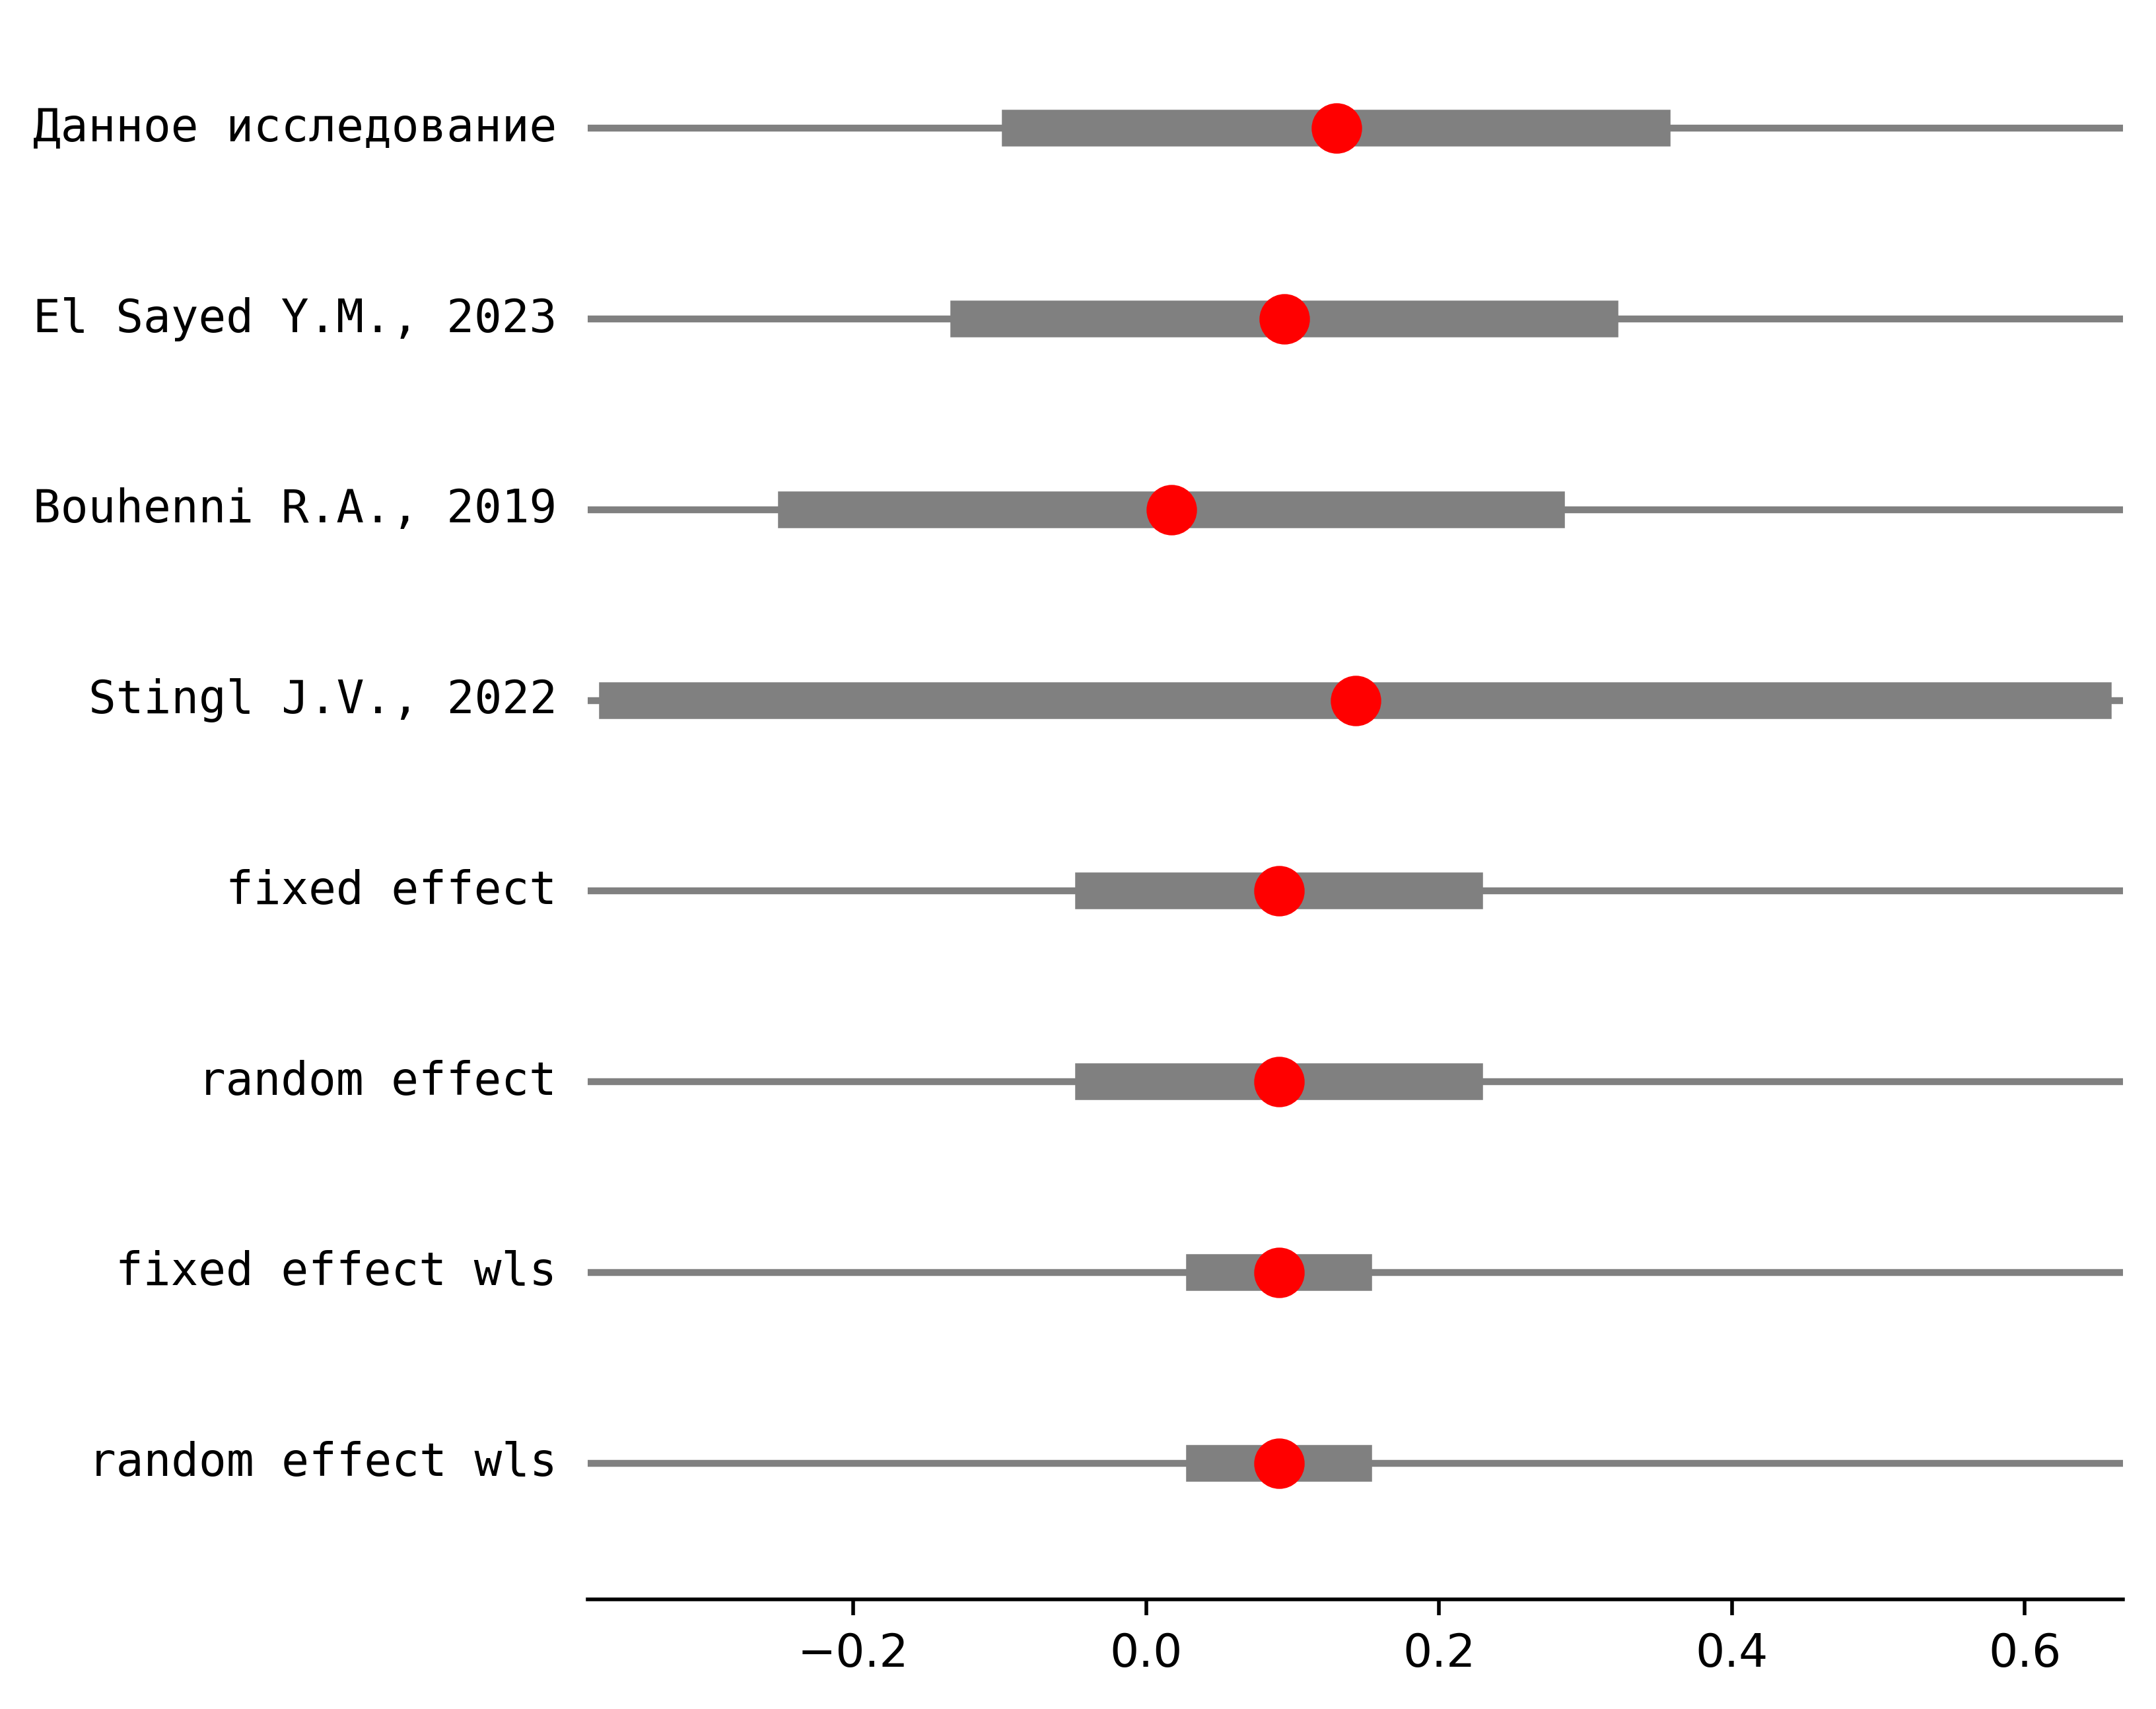 Данное исследование
El Sayed Y.M., 2023
Bouhenni R.A., 2019
Stingl J.V., 2022
fixed effect
random effect
fixed effect wls
random effect wls
−0.2 0.0 0.2 0.4 0.6